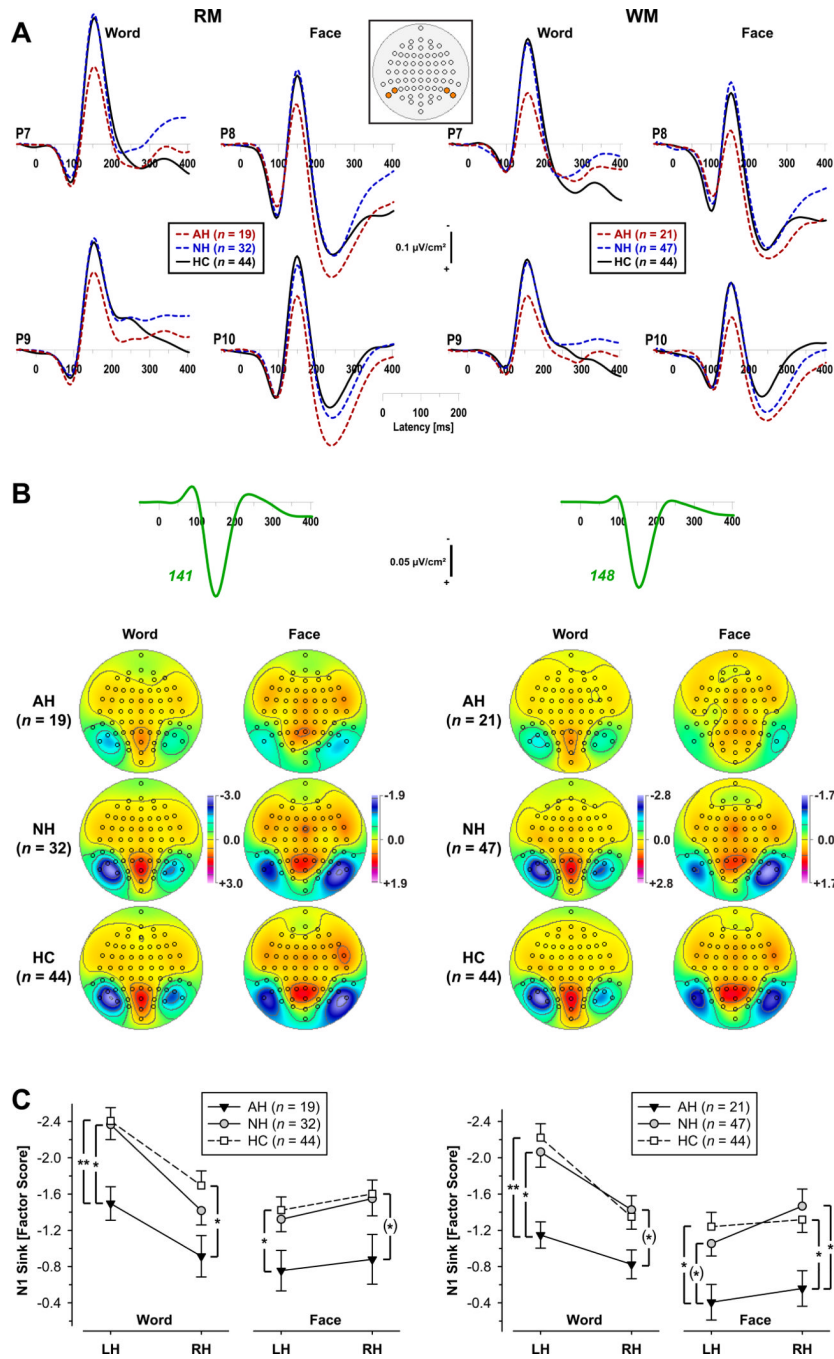 RM WM
A Word Face Word Face
P7 P8 P7 P8
0 100 200 300 400 0 100 200 300 400 0 100 200 300 400 0 100 200 300 400
AH (n = 19)
NH (n = 32)
HC (n = 44)
0.1 µV/cm²
-
+
AH (n = 21)
NH (n = 47)
HC (n = 44)
P9 P10 P9 P10
0 100 200 300 400 0 100 200 300 400 0 100 200 300 400 0 100 200 300 400
0 100 200
Latency [ms]
B
0 100 200 300 400 0 100 200 300 400
141 0.05 µV/cm² 148
-
+
Word Face Word Face
AH
(n = 19)
AH
(n = 21)
NH
(n = 32)
-3.0
0.0
+3.0
-1.9
0.0
+1.9
NH
(n = 47)
-2.8
0.0
+2.8
-1.7
0.0
+1.7
HC
(n = 44)
HC
(n = 44)
C
N1 Sink [Factor Score]
-2.4
-2.0
-1.6
-1.2
-0.8
-0.4
AH (n = 19)
NH (n = 32)
HC (n = 44)
** * * * (*)
Word Face
LH RH LH RH
N1 Sink [Factor Score]
-2.4
-2.0
-1.6
-1.2
-0.8
-0.4
AH (n = 21)
NH (n = 47)
HC (n = 44)
** * (*) * (*) * *
Word Face
LH RH LH RH